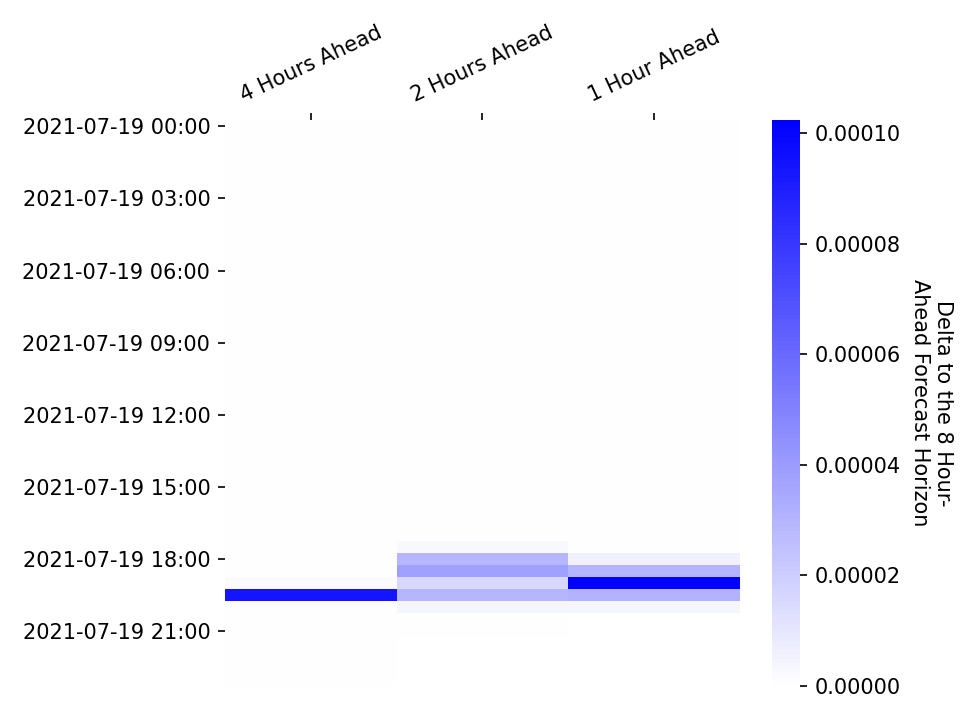 4 Hours Ahead
2 Hours Ahead
1 Hour Ahead
2021-07-19 00:00
2021-07-19 03:00
2021-07-19 06:00
2021-07-19 09:00
2021-07-19 12:00
2021-07-19 15:00
2021-07-19 18:00
2021-07-19 21:00
0.00010
0.00008
0.00006
0.00004
0.00002
0.00000
Delta to the 8 Hour-
Ahead Forecast Horizon